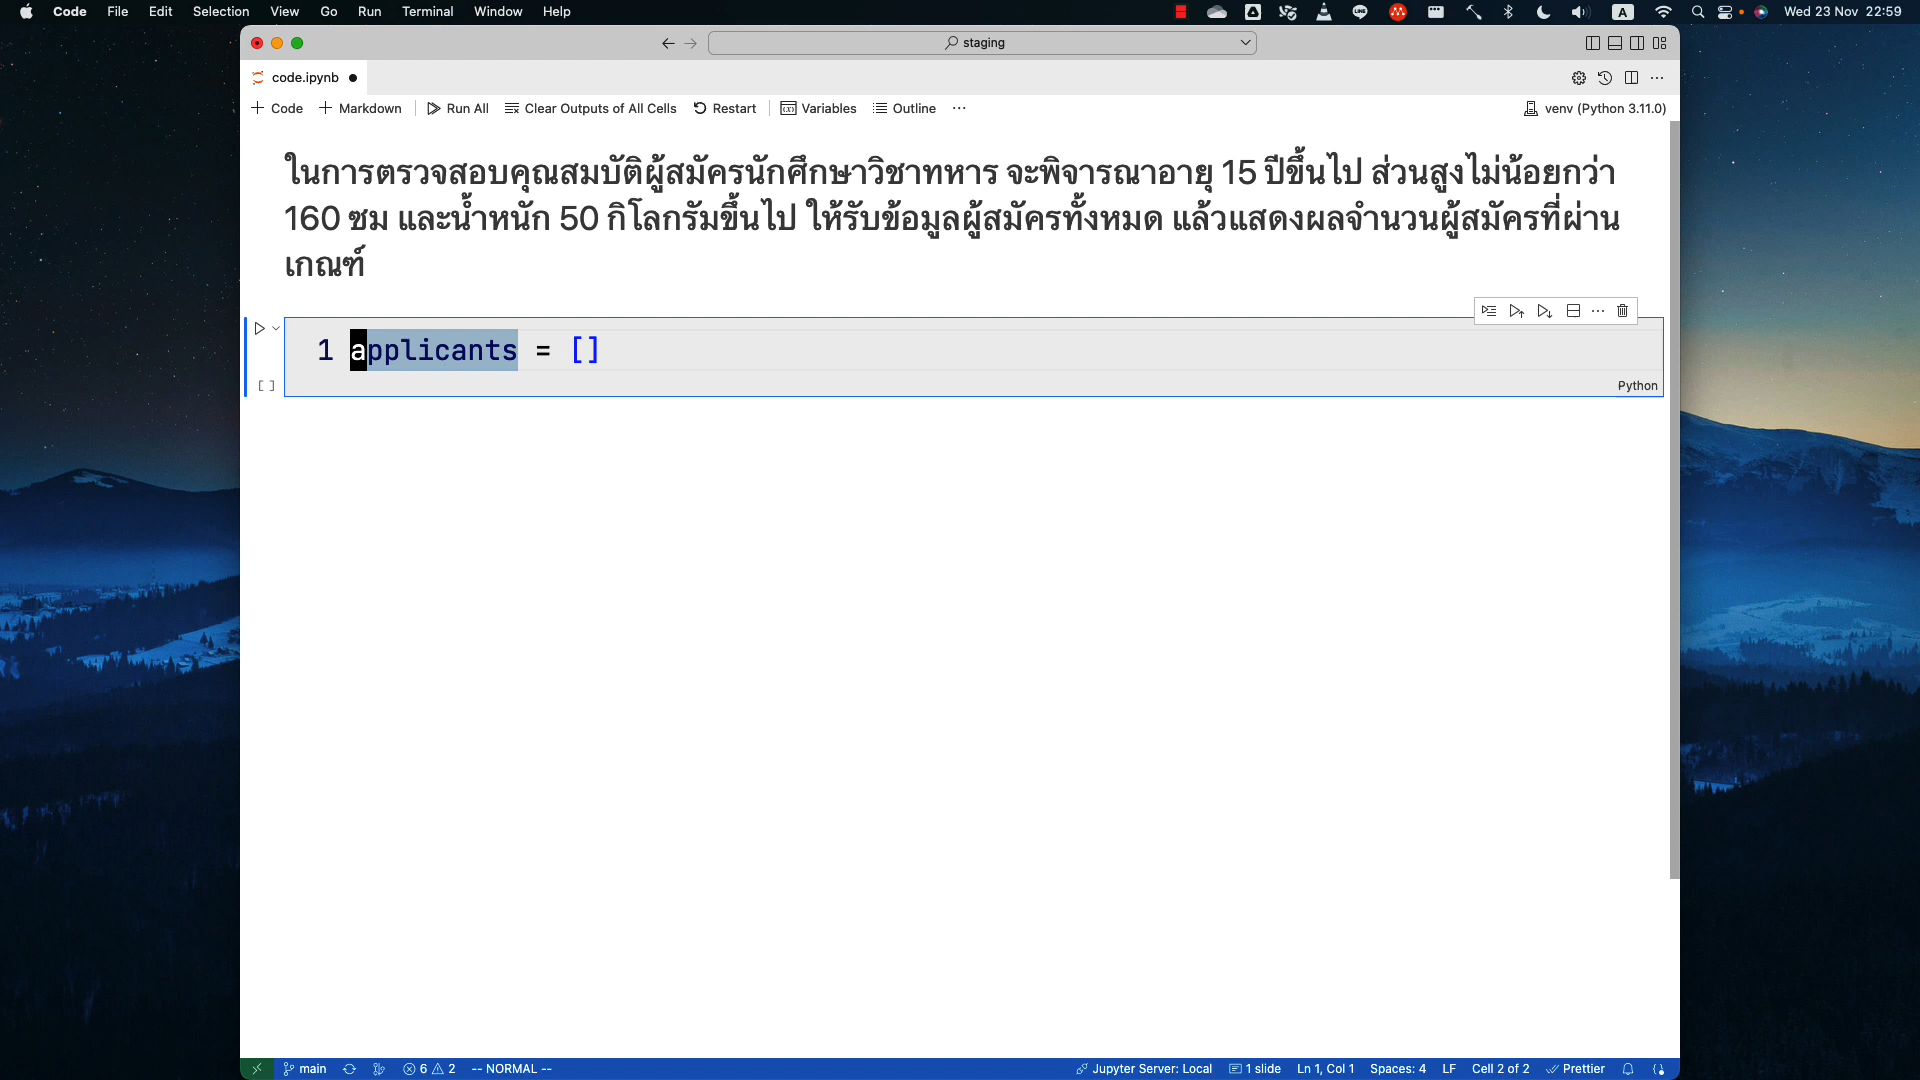 Code File Edit Selection View Go Run Terminal Window Help A Wed 23 Nov 22:59
staging
code.ipynb
Code Markdown Run All Clear Outputs of All Cells Restart Variables Outline ... venv (Python 3.11.0)
ในการตรวจสอบคุณสมบัติผู้สมัครนักศึกษาวิชาทหาร จะพิจารณาอายุ 15 ปีขึ้นไป ส่วนสูงไม่น้อยกว่า
160 ซม และน้ำหนัก 50 กิโลกรัมขึ้นไป ให้รับข้อมูลผู้สมัครทั้งหมด แล้วแสดงผลจำนวนผู้สมัครที่ผ่าน
เกณฑ์
1 applicants = []
[ ] Python
main 6 2 -- NORMAL -- Jupyter Server: Local 1 slide Ln 1, Col 1 Spaces: 4 LF Cell 2 of 2 Prettier